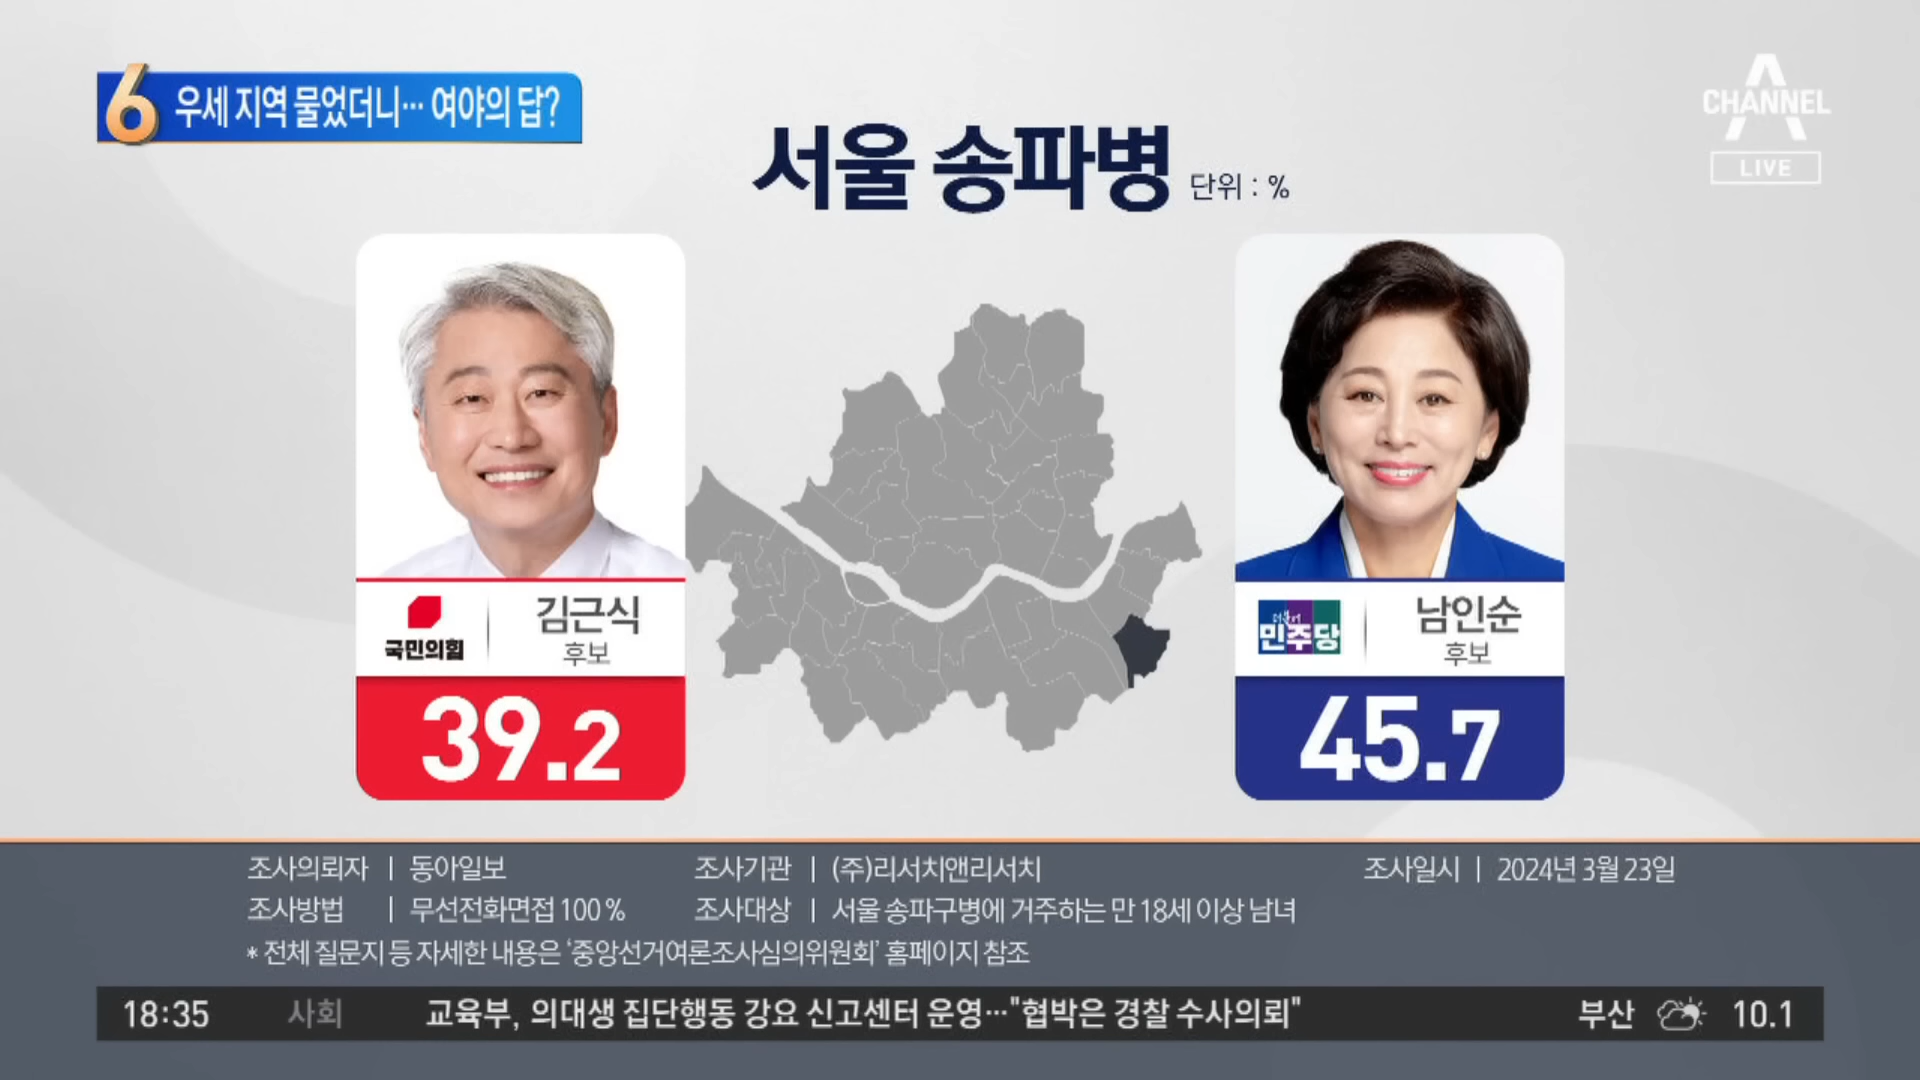 6 우세 지역 물었더니… 여야의 답?
CHANNEL A
LIVE
서울 송파병 단위 : %
국민의힘
김근식
후보
39.2
더불어
민주당
남인순
후보
45.7
조사의뢰자 | 동아일보 조사기관 | (주)리서치앤리서치 조사일시 | 2024년 3월 23일
조사방법 | 무선전화면접 100 % 조사대상 | 서울 송파구병에 거주하는 만 18세 이상 남녀
* 전체 질문지 등 자세한 내용은 ‘중앙선거여론조사심의위원회’ 홈페이지 참조
18:35 사회 교육부, 의대생 집단행동 강요 신고센터 운영…"협박은 경찰 수사의뢰" 부산 10.1